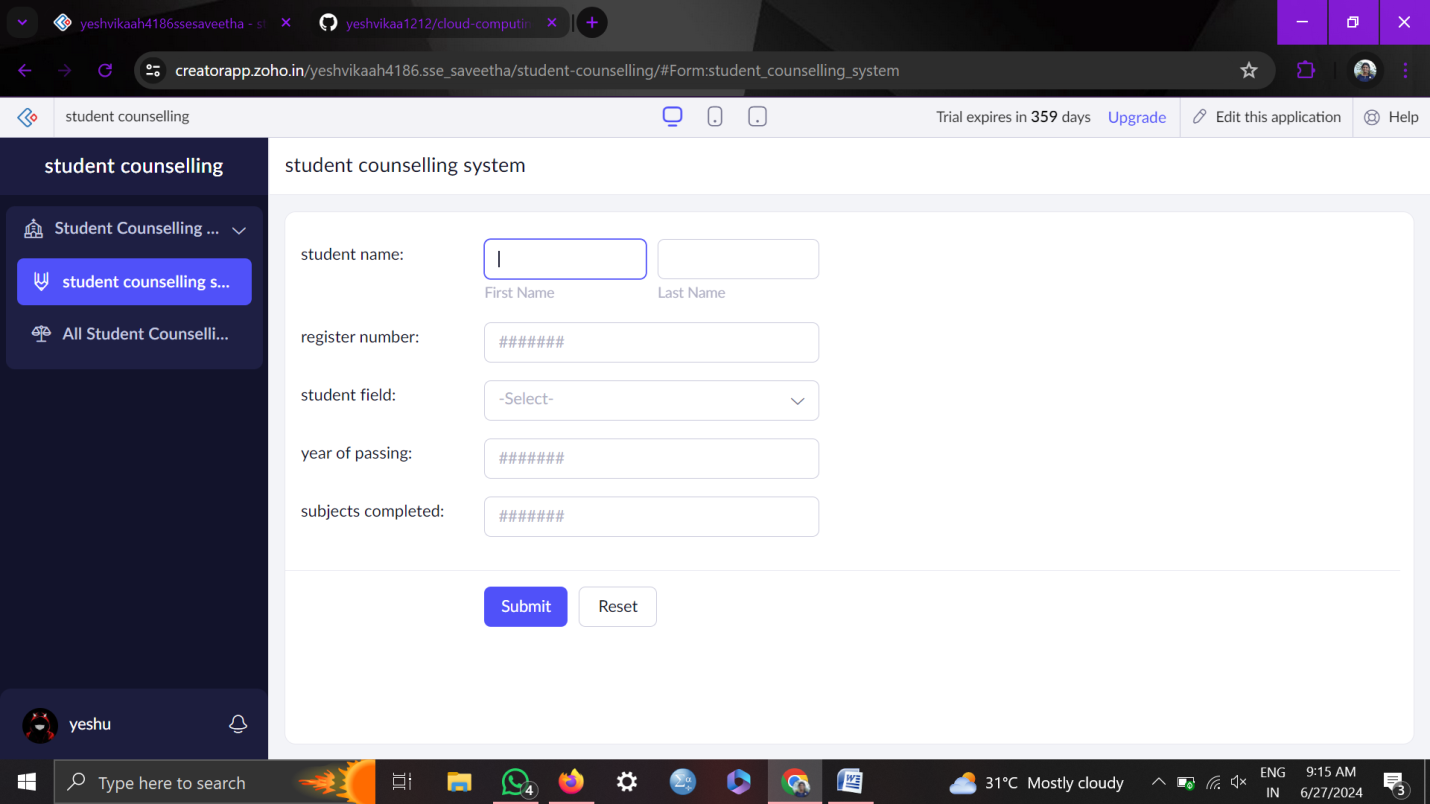 yeshvikaah4186ssesaveetha - st
yeshvikaa1212/cloud-computin
creatorapp.zoho.in/yeshvikaah4186.sse_saveetha/student-counselling/#Form:student_counselling_system
student counselling
Trial expires in 359 days Upgrade Edit this application Help
student counselling
student counselling system
Student Counselling ...
student counselling s...
All Student Counselli...
student name:
First Name Last Name
register number: #######
student field: -Select-
year of passing: #######
subjects completed: #######
Submit Reset
yeshu
Type here to search
4
31°C Mostly cloudy
ENG
IN
9:15 AM
6/27/2024
3